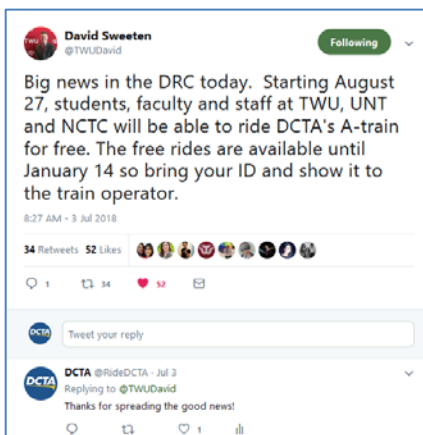 David Sweeten
@TWUDavid
Following
Big news in the DRC today. Starting August
27, students, faculty and staff at TWU, UNT
and NCTC will be able to ride DCTA's A-train
for free. The free rides are available until
January 14 so bring your ID and show it to
the train operator.
8:27 AM - 3 Jul 2018
34 Retweets 52 Likes
1 34 52
DCTA Tweet your reply
DCTA DCTA @RideDCTA · Jul 3
Replying to @TWUDavid
Thanks for spreading the good news!
1